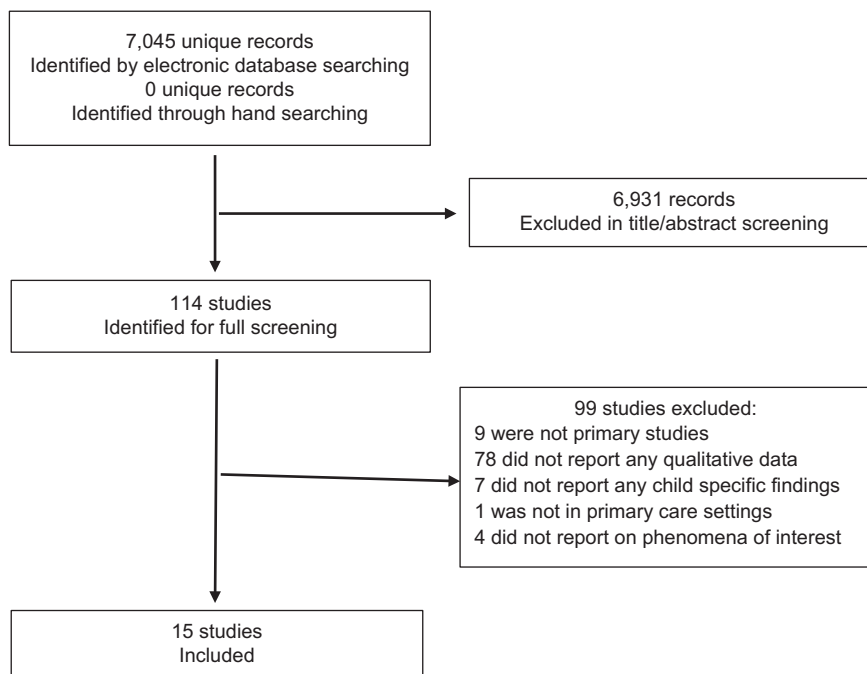 7,045 unique records
Identified by electronic database searching
0 unique records
Identified through hand searching
6,931 records
Excluded in title/abstract screening
114 studies
Identified for full screening
99 studies excluded:
9 were not primary studies
78 did not report any qualitative data
7 did not report any child specific findings
1 was not in primary care settings
4 did not report on phenomena of interest
15 studies
Included